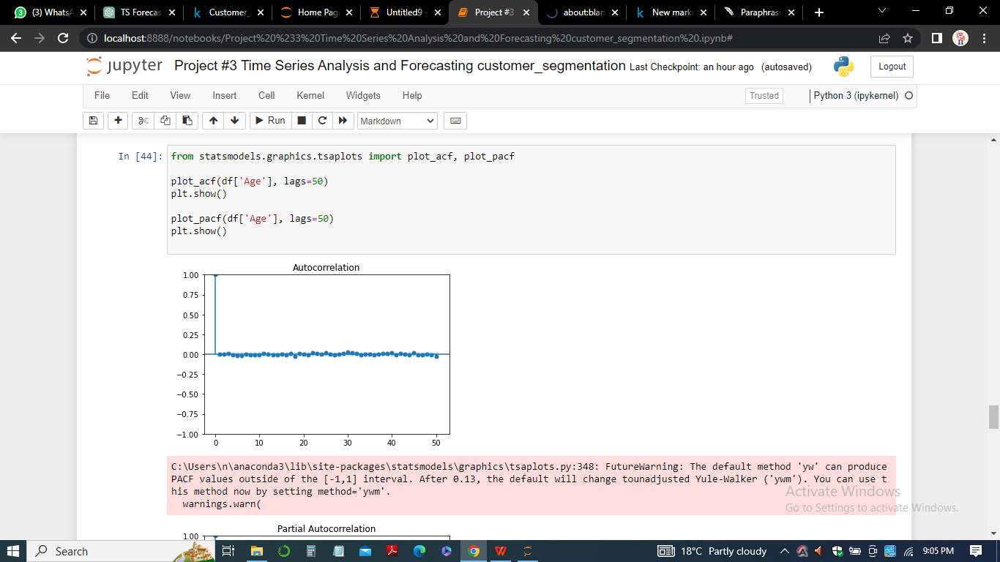 (3) WhatsA
TS Forecas
Customer_
Home Pag
Untitled9 -
Project #3
about:blan
New mark
Paraphrasi
localhost:8888/notebooks/Project%20%233%20Time%20Series%20Analysis%20and%20Forecasting%20customer_segmentation%20.ipynb#
jupyter Project #3 Time Series Analysis and Forecasting customer_segmentation Last Checkpoint: an hour ago (autosaved)
Logout
File Edit View Insert Cell Kernel Widgets Help
Trusted
Python 3 (ipykernel)
Run
Markdown
In [44]: from statsmodels.graphics.tsaplots import plot_acf, plot_pacf
plot_acf(df['Age'], lags=50)
plt.show()
plot_pacf(df['Age'], lags=50)
plt.show()
Autocorrelation
1.00
0.75
0.50
0.25
0.00
−0.25
−0.50
−0.75
−1.00
0 10 20 30 40 50
C:\Users\n\anaconda3\lib\site-packages\statsmodels\graphics\tsaplots.py:348: FutureWarning: The default method 'yw' can produce
PACF values outside of the [-1,1] interval. After 0.13, the default will change tounadjusted Yule-Walker ('ywm'). You can use t
his method now by setting method='ywm'.
warnings.warn(
Activate Windows
Go to Settings to activate Windows.
Partial Autocorrelation
1.00
Search
18°C Partly cloudy
9:05 PM